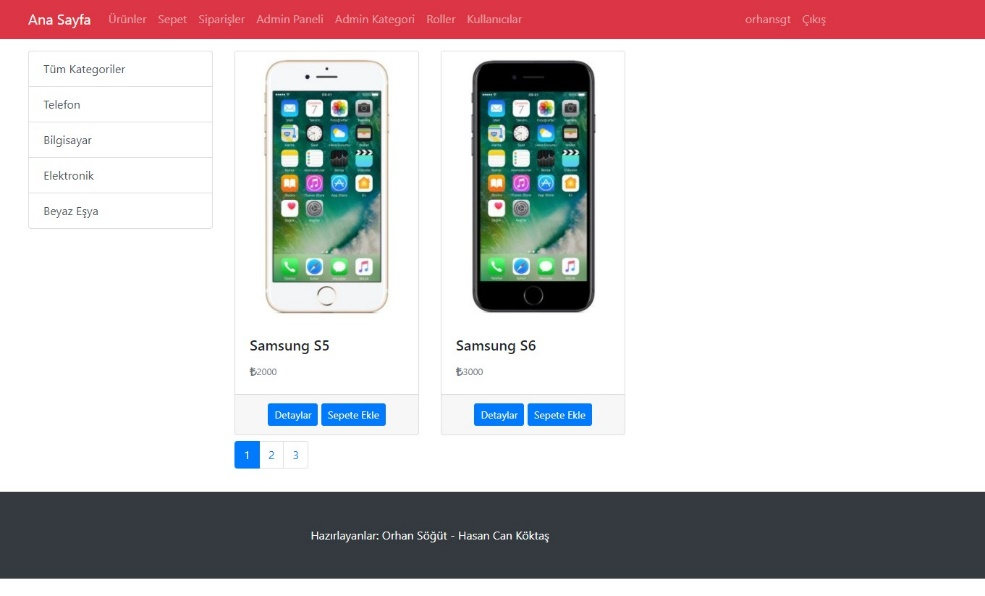 Ana Sayfa Ürünler Sepet Siparişler Admin Paneli Admin Kategori Roller Kullanıcılar orhansgt Çıkış
Tüm Kategoriler
Telefon
Bilgisayar
Elektronik
Beyaz Eşya
Samsung S5
₺2000
Detaylar Sepete Ekle
Samsung S6
₺3000
Detaylar Sepete Ekle
1 2 3
Hazırlayanlar: Orhan Söğüt - Hasan Can Köktaş